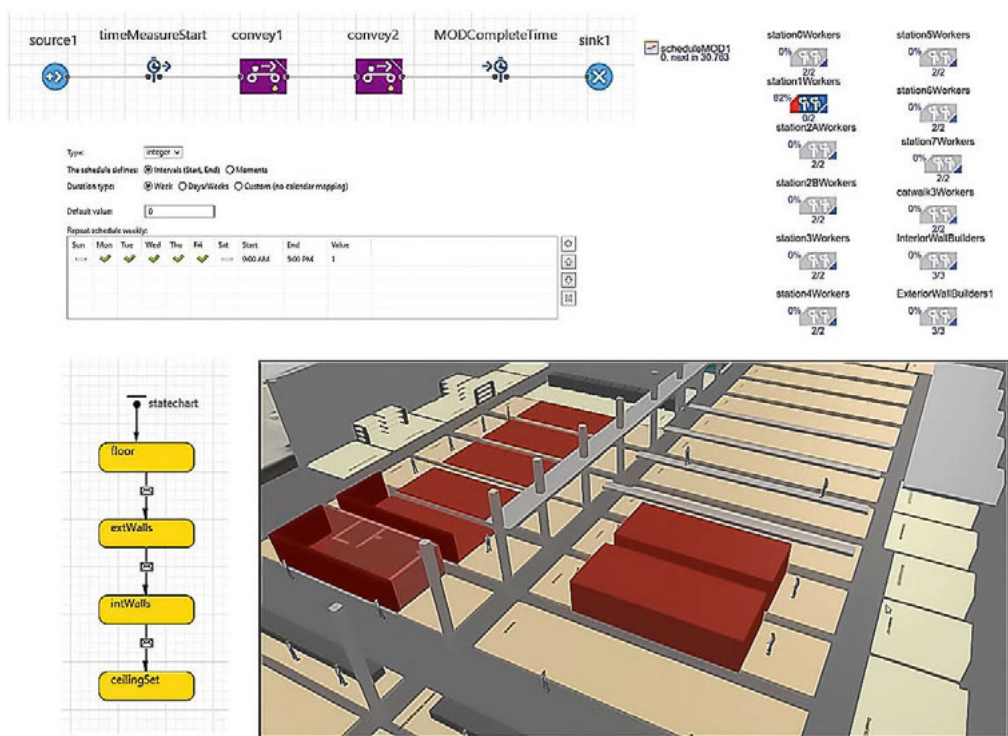 source1
timeMeasureStart
convey1
convey2
MODCompleteTime
sink1
scheduleMOD1
0. next in 30.783
station0Workers
0%
2/2
station1Workers
82%
0/2
station2AWorkers
0%
2/2
station2BWorkers
0%
2/2
station3Workers
0%
2/2
station4Workers
0%
2/2
station5Workers
0%
2/2
station6Workers
0%
2/2
station7Workers
0%
2/2
catwalk3Workers
0%
2/2
InteriorWallBuilders
0%
3/3
ExteriorWallBuilders1
0%
3/3
Type: integer
The schedule defines: Intervals (Start, End) Moments
Duration type: Week Days/Weeks Custom (no calendar mapping)
Default value: 0
Repeat schedule weekly:
Sun Mon Tue Wed Thu Fri Sat Start End Value
9:00 AM 5:00 PM 1
statechart
floor
extWalls
intWalls
ceilingSet